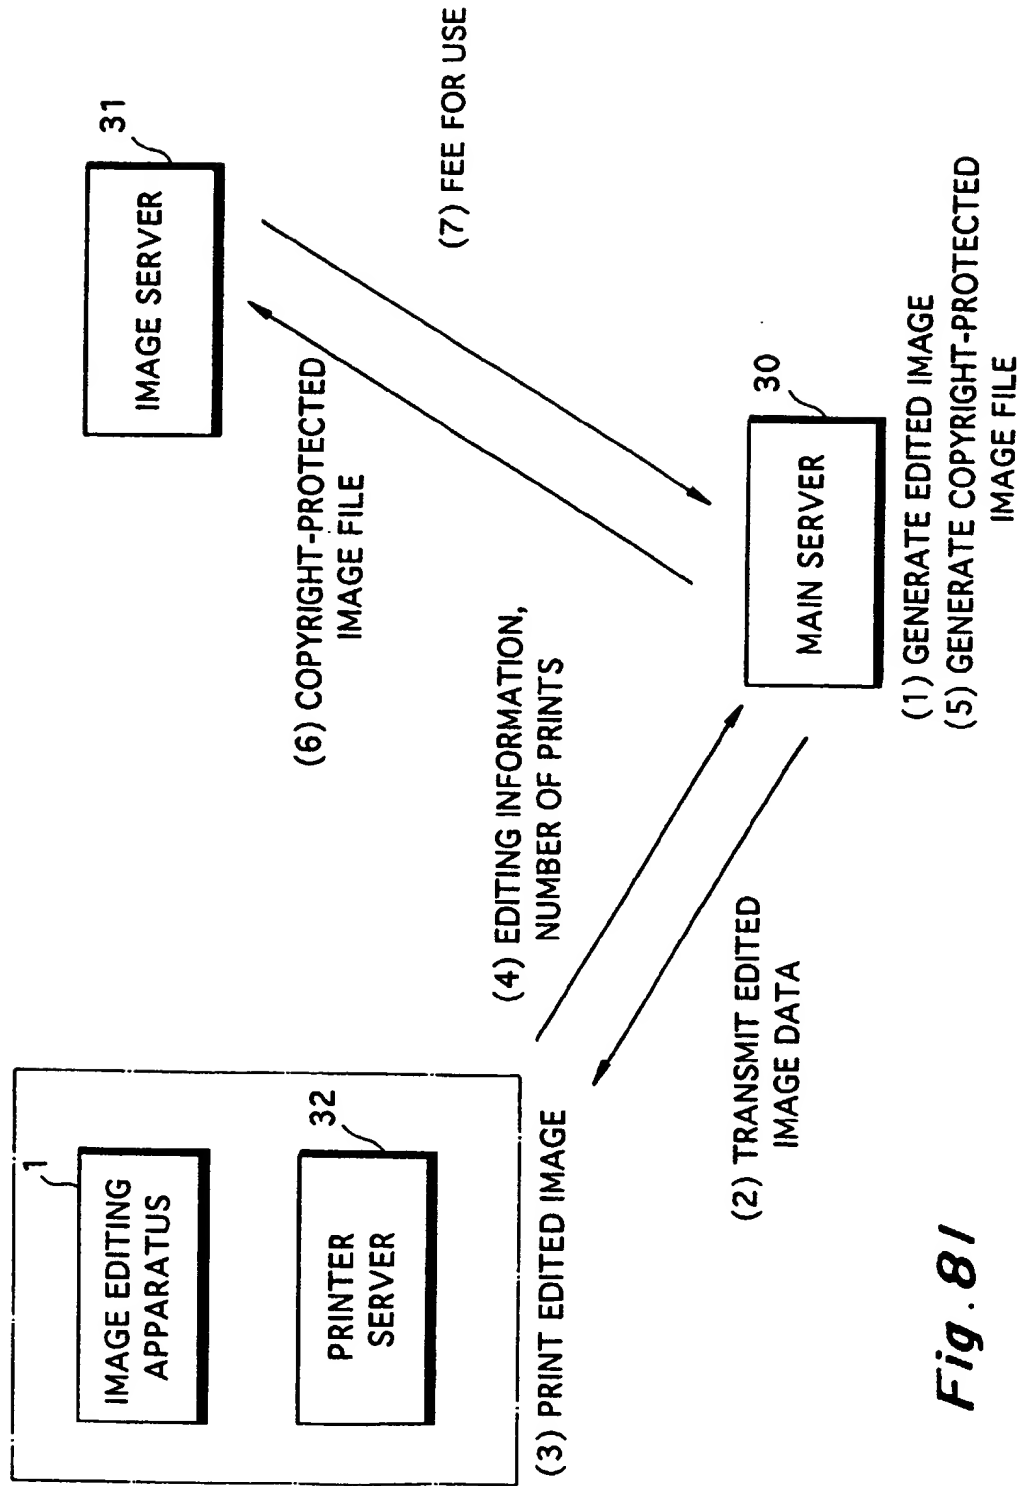 1
IMAGE EDITING
APPARATUS
32
PRINTER
SERVER
(3) PRINT EDITED IMAGE
(4) EDITING INFORMATION,
NUMBER OF PRINTS
(2) TRANSMIT EDITED
IMAGE DATA
31
IMAGE SERVER
(6) COPYRIGHT-PROTECTED
IMAGE FILE
(7) FEE FOR USE
30
MAIN SERVER
(1) GENERATE EDITED IMAGE
(5) GENERATE COPYRIGHT-PROTECTED
IMAGE FILE
Fig. 81